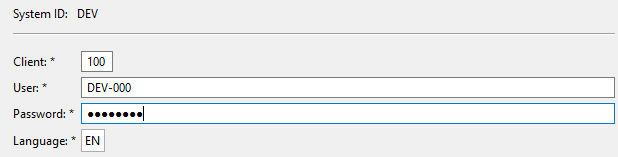 System ID: DEV
Client: * 100
User: * DEV-000
Password: * ●●●●●●●●
Language: * EN